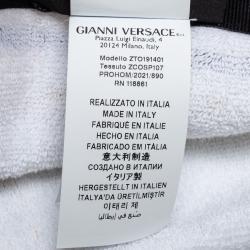 GIANNI VERSACE S.r.l.
Piazza Luigi Einaudi, 4
20124 Milano, Italy
Modello ZTO191401
Tessuto ZCOSP107
PROHOM/2021/890
RN 118861
REALIZZATO IN ITALIA
MADE IN ITALY
FABRIQUÉ EN ITALIE
HECHO EN ITALIA
FABRICADO EM ITÁLIA
意大利制造
СОЗДАНО В ИТАЛИИ
イタリア製
HERGESTELLT IN ITALIEN
İTALYA'DA İMAL EDİLMİŞTİR
이태리 제
صنع في إيطاليا